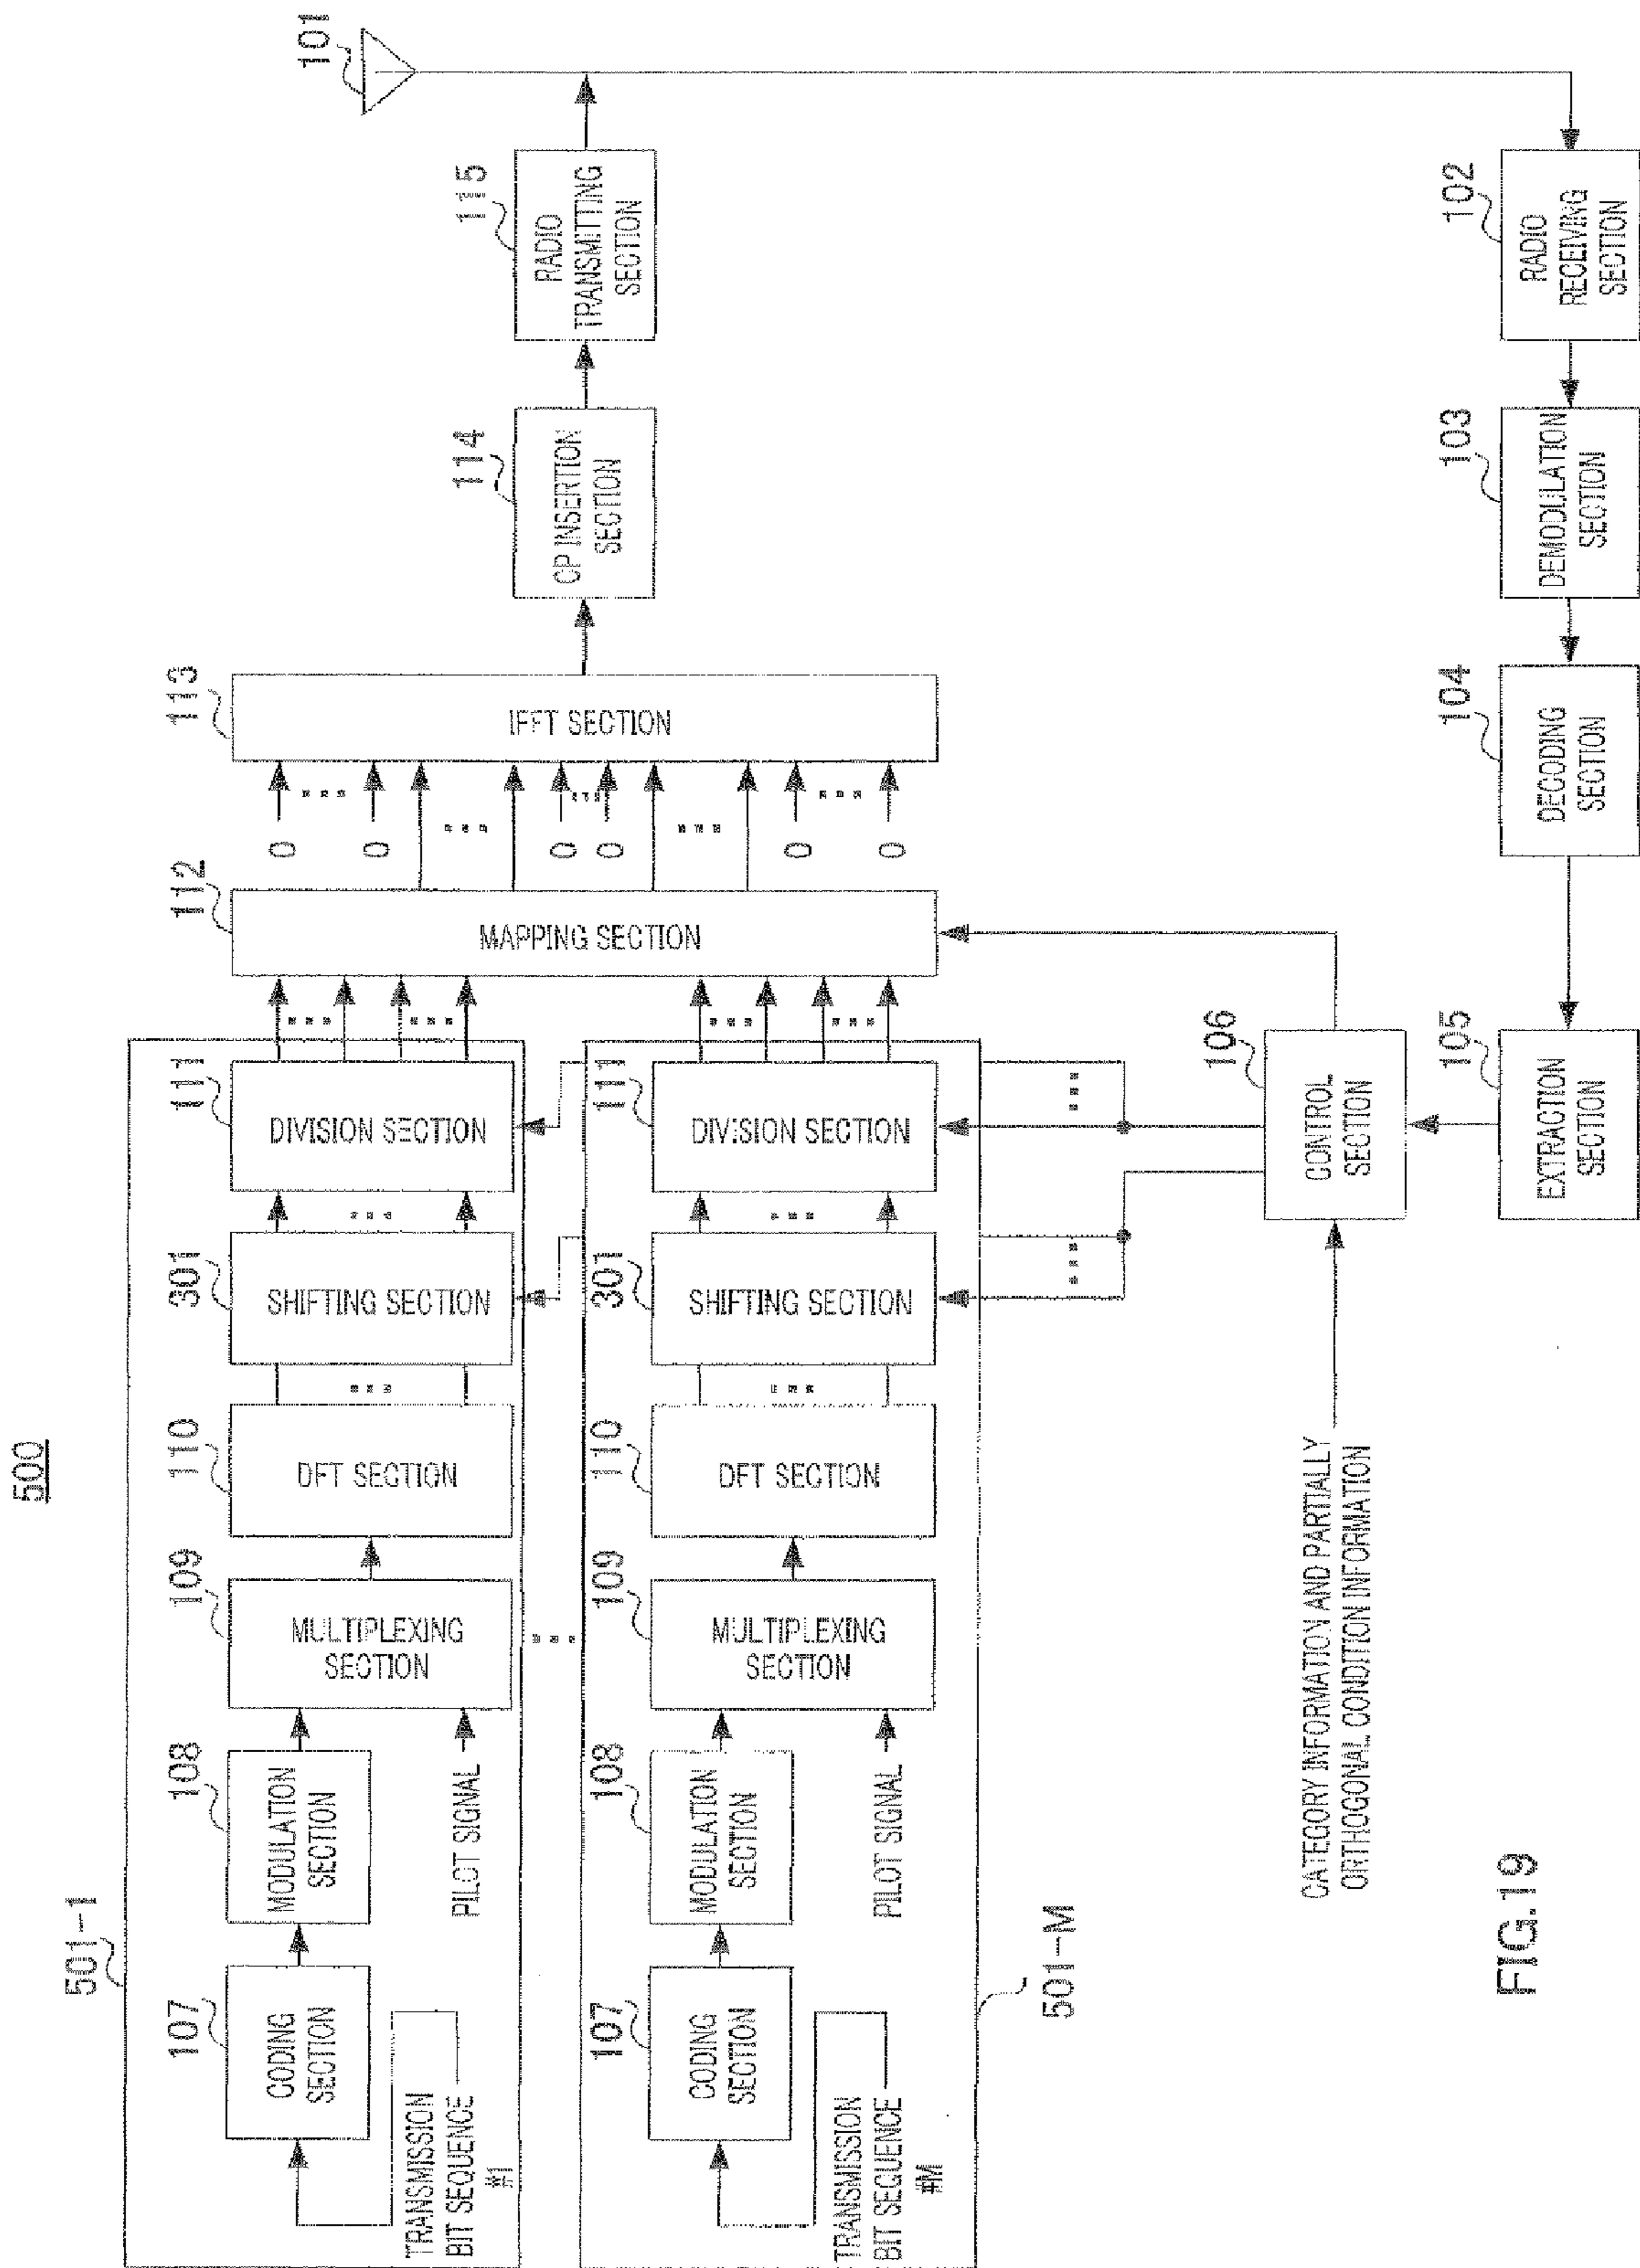 500
501-1
107
CODING
SECTION
TRANSMISSION
BIT SEQUENCE
#1
108
MODULATION
SECTION
PILOT SIGNAL
109
MULTIPLEXING
SECTION
110
DFT SECTION
301
SHIFTING SECTION
111
DIVISION SECTION
...
501-M
107
CODING
SECTION
TRANSMISSION
BIT SEQUENCE
#M
108
MODULATION
SECTION
PILOT SIGNAL
109
MULTIPLEXING
SECTION
110
DFT SECTION
301
SHIFTING SECTION
111
DIVISION SECTION
112
MAPPING SECTION
0
0
0
0
0
0
113
IFFT SECTION
114
CP INSERTION
SECTION
115
RADIO
TRANSMITTING
SECTION
101
102
RADIO
RECEIVING
SECTION
103
DEMODULATION
SECTION
104
DECODING
SECTION
105
EXTRACTION
SECTION
106
CONTROL
SECTION
CATEGORY INFORMATION AND PARTIALLY
ORTHOGONAL CONDITION INFORMATION
FIG.19